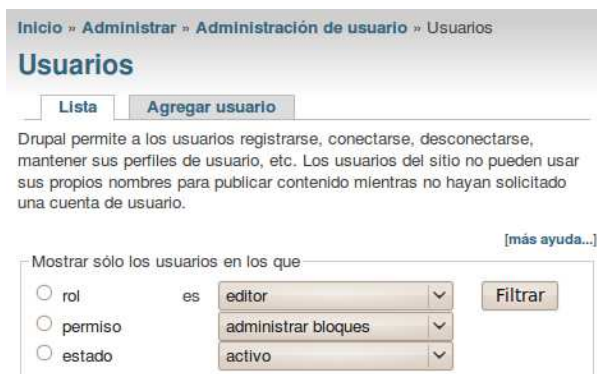 Inicio » Administrar » Administración de usuario » Usuarios
Usuarios
Lista Agregar usuario
Drupal permite a los usuarios registrarse, conectarse, desconectarse,
mantener sus perfiles de usuario, etc. Los usuarios del sitio no pueden usar
sus propios nombres para publicar contenido mientras no hayan solicitado
una cuenta de usuario.
[más ayuda...]
Mostrar sólo los usuarios en los que
rol es editor Filtrar
permiso administrar bloques
estado activo